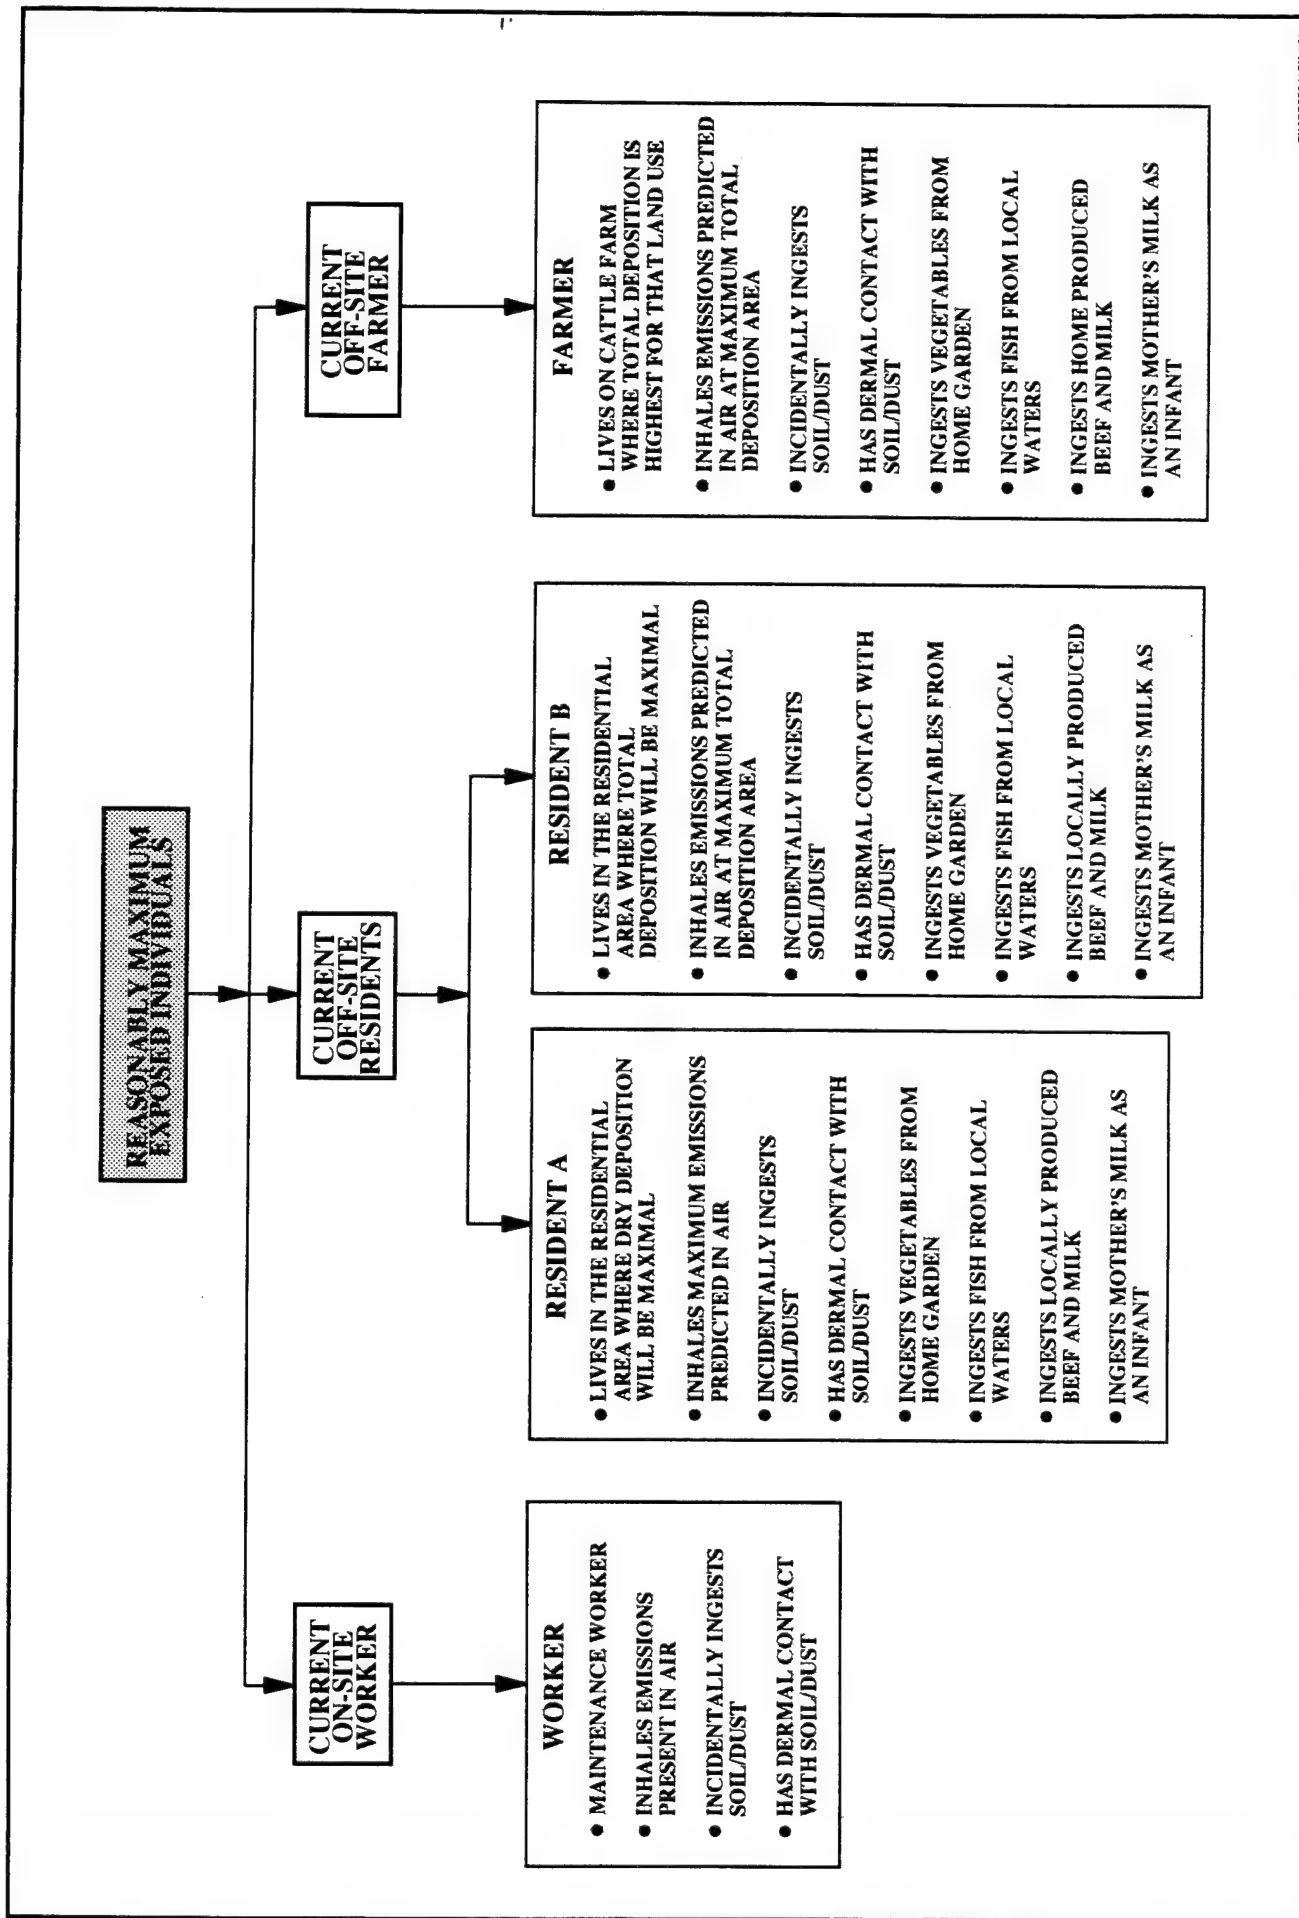 REASONABLY MAXIMUM
EXPOSED INDIVIDUALS
CURRENT
ON-SITE
WORKER
CURRENT
OFF-SITE
RESIDENTS
CURRENT
OFF-SITE
FARMER
WORKER
● MAINTENANCE WORKER
● INHALES EMISSIONS
PRESENT IN AIR
● INCIDENTALLY INGESTS
SOIL/DUST
● HAS DERMAL CONTACT
WITH SOIL/DUST
RESIDENT A
● LIVES IN THE RESIDENTIAL
AREA WHERE DRY DEPOSITION
WILL BE MAXIMAL
● INHALES MAXIMUM EMISSIONS
PREDICTED IN AIR
● INCIDENTALLY INGESTS
SOIL/DUST
● HAS DERMAL CONTACT WITH
SOIL/DUST
● INGESTS VEGETABLES FROM
HOME GARDEN
● INGESTS FISH FROM LOCAL
WATERS
● INGESTS LOCALLY PRODUCED
BEEF AND MILK
● INGESTS MOTHER'S MILK AS
AN INFANT
RESIDENT B
● LIVES IN THE RESIDENTIAL
AREA WHERE TOTAL
DEPOSITION WILL BE MAXIMAL
● INHALES EMISSIONS PREDICTED
IN AIR AT MAXIMUM TOTAL
DEPOSITION AREA
● INCIDENTALLY INGESTS
SOIL/DUST
● HAS DERMAL CONTACT WITH
SOIL/DUST
● INGESTS VEGETABLES FROM
HOME GARDEN
● INGESTS FISH FROM LOCAL
WATERS
● INGESTS LOCALLY PRODUCED
BEEF AND MILK
● INGESTS MOTHER'S MILK AS
AN INFANT
FARMER
● LIVES ON CATTLE FARM
WHERE TOTAL DEPOSITION IS
HIGHEST FOR THAT LAND USE
● INHALES EMISSIONS PREDICTED
IN AIR AT MAXIMUM TOTAL
DEPOSITION AREA
● INCIDENTALLY INGESTS
SOIL/DUST
● HAS DERMAL CONTACT WITH
SOIL/DUST
● INGESTS VEGETABLES FROM
HOME GARDEN
● INGESTS FISH FROM LOCAL
WATERS
● INGESTS HOME PRODUCED
BEEF AND MILK
● INGESTS MOTHER'S MILK AS
AN INFANT